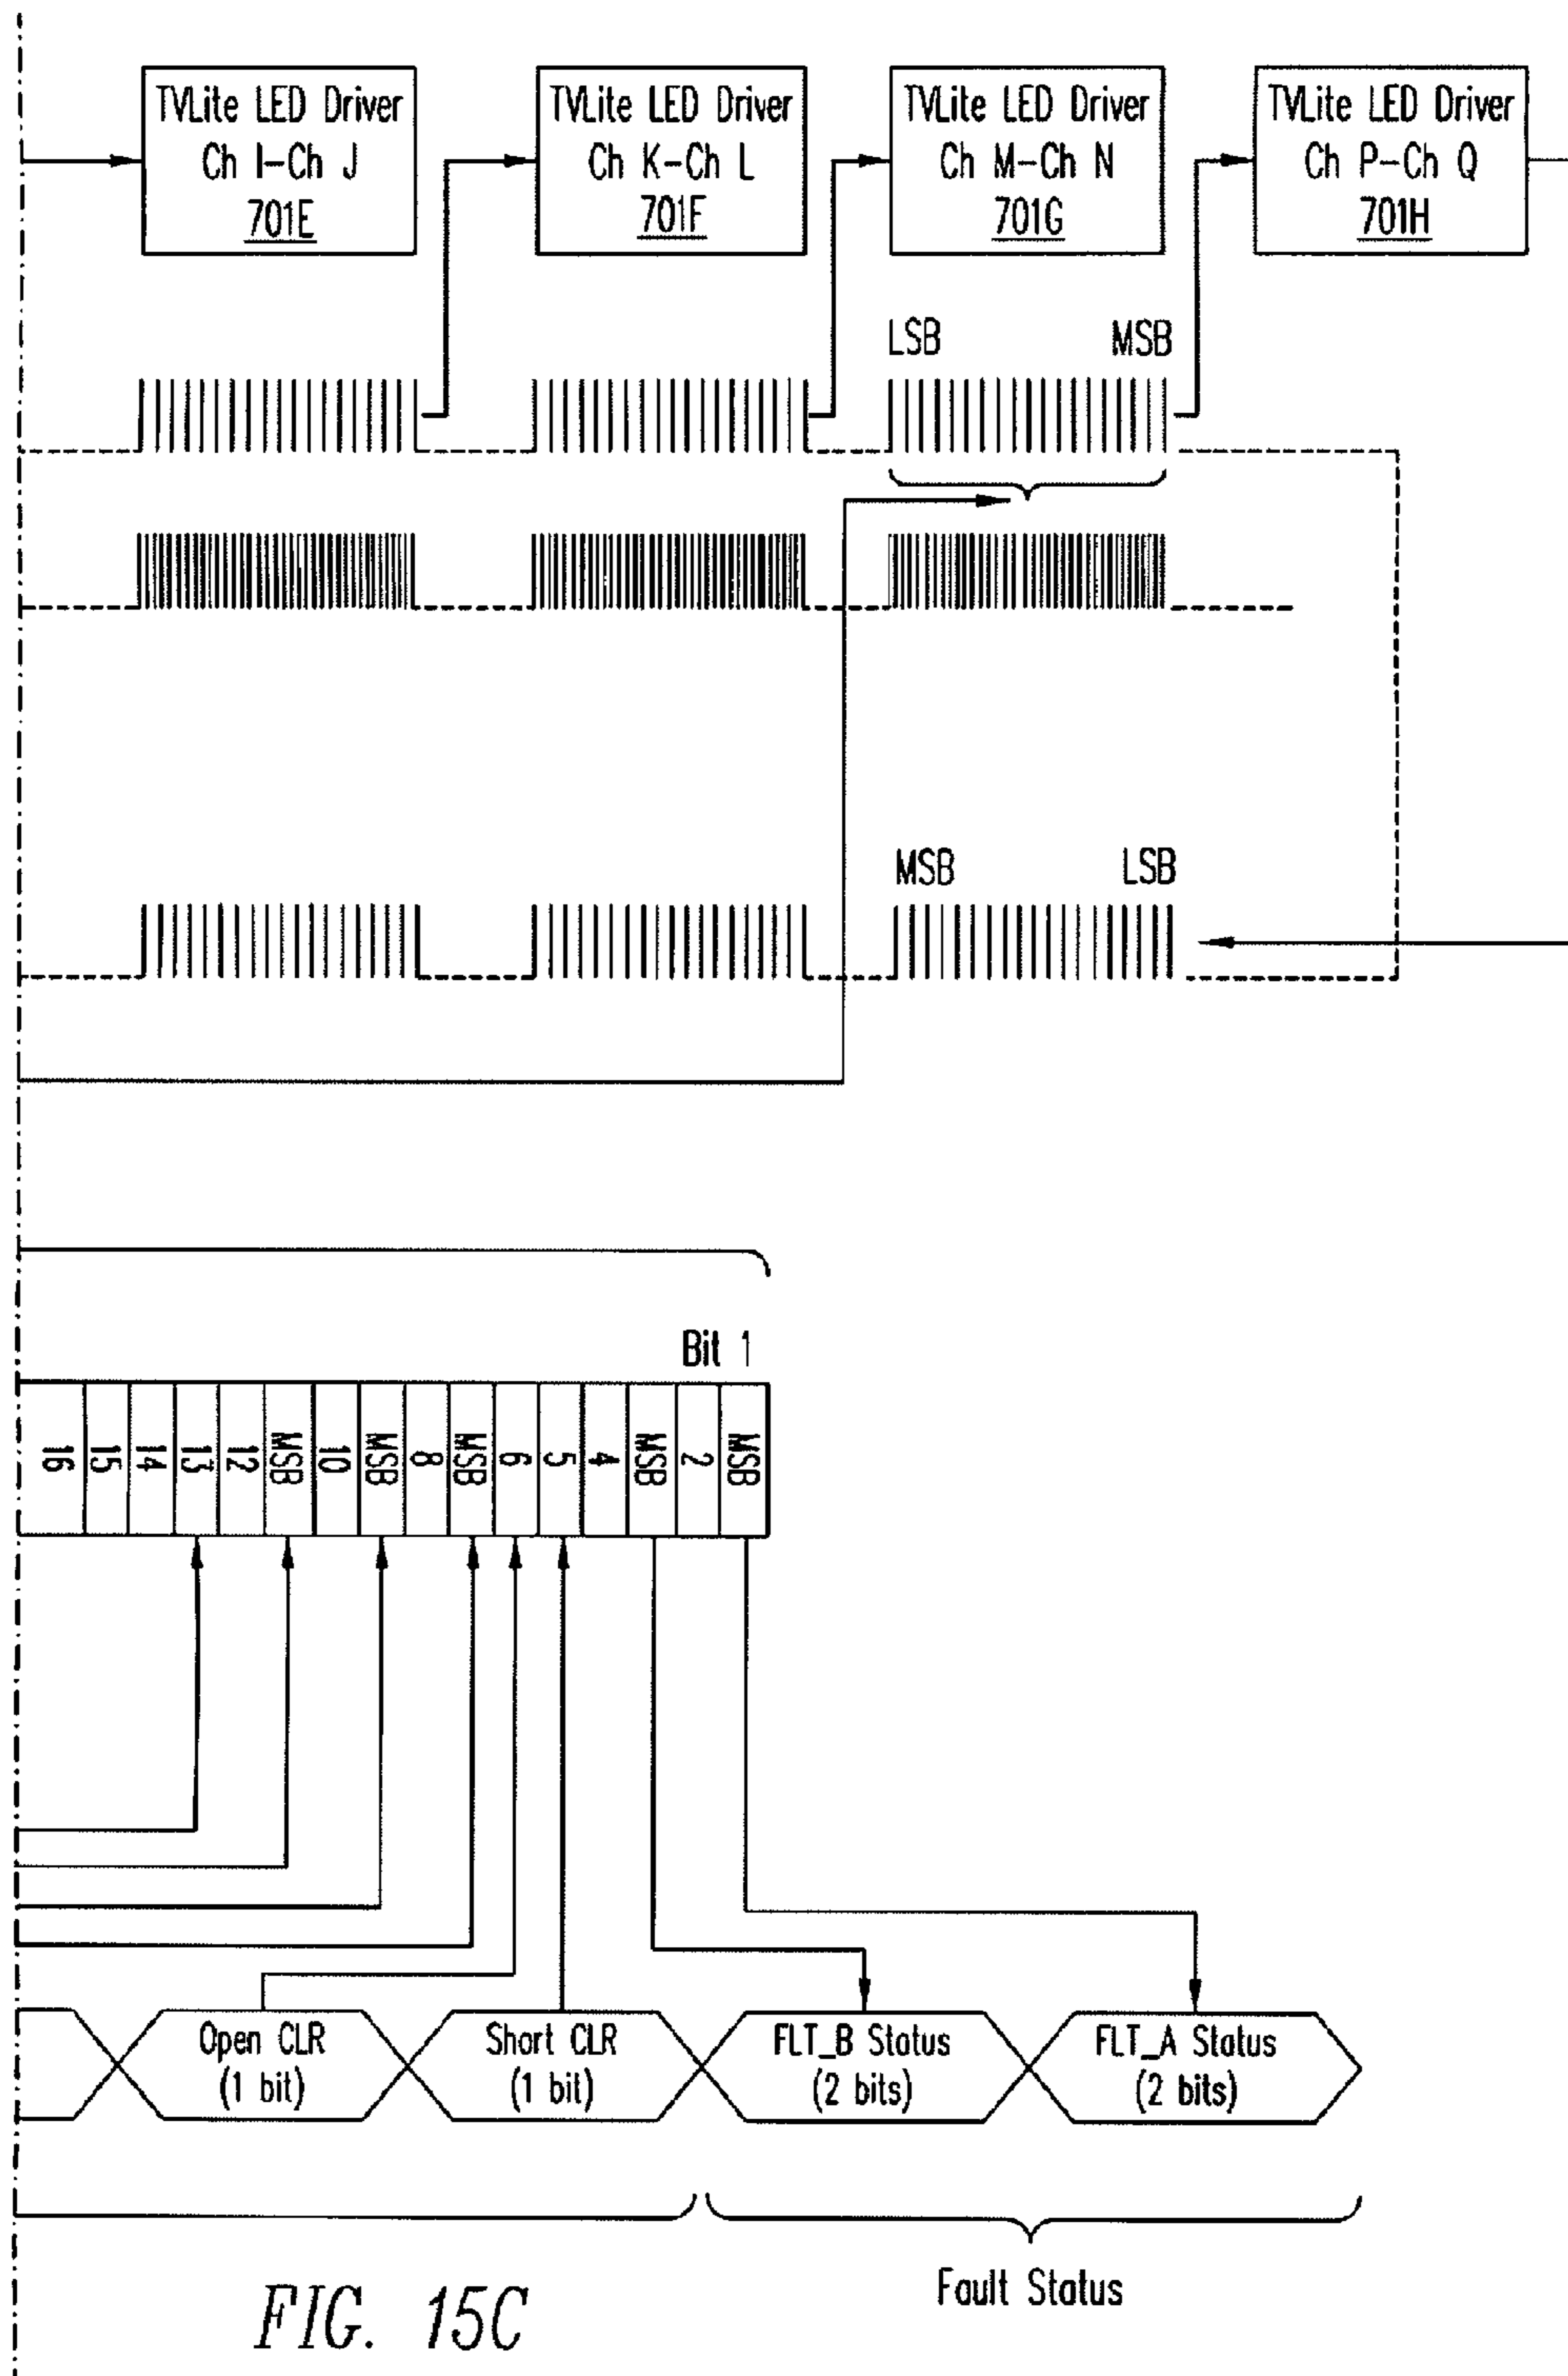 TVLite LED Driver
Ch I-Ch J
701E
TVLite LED Driver
Ch K-Ch L
701F
TVLite LED Driver
Ch M-Ch N
701G
TVLite LED Driver
Ch P-Ch Q
701H
LSB MSB
MSB LSB
Bit 1
16 15 14 13 12 MSB 10 MSB 8 MSB 6 5 4 MSB 2 MSB
Open CLR
(1 bit)
Short CLR
(1 bit)
FLT_B Status
(2 bits)
FLT_A Status
(2 bits)
Fault Status
FIG. 15C